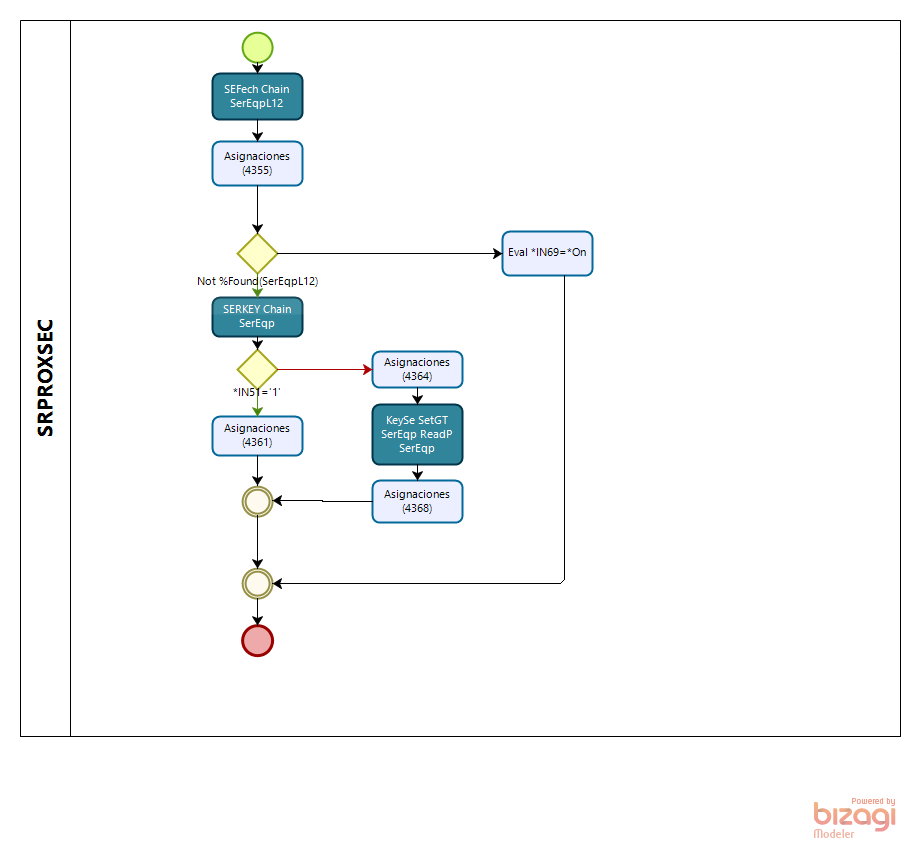 SRPROXSEC
SEFech Chain
SerEqpL12
Asignaciones
(4355)
Eval *IN69=*On
Not %Found(SerEqpL12)
SERKEY Chain
SerEqp
*IN51='1'
Asignaciones
(4364)
Asignaciones
(4361)
KeySe SetGT
SerEqp ReadP
SerEqp
Asignaciones
(4368)
Powered by
bizagi
Modeler